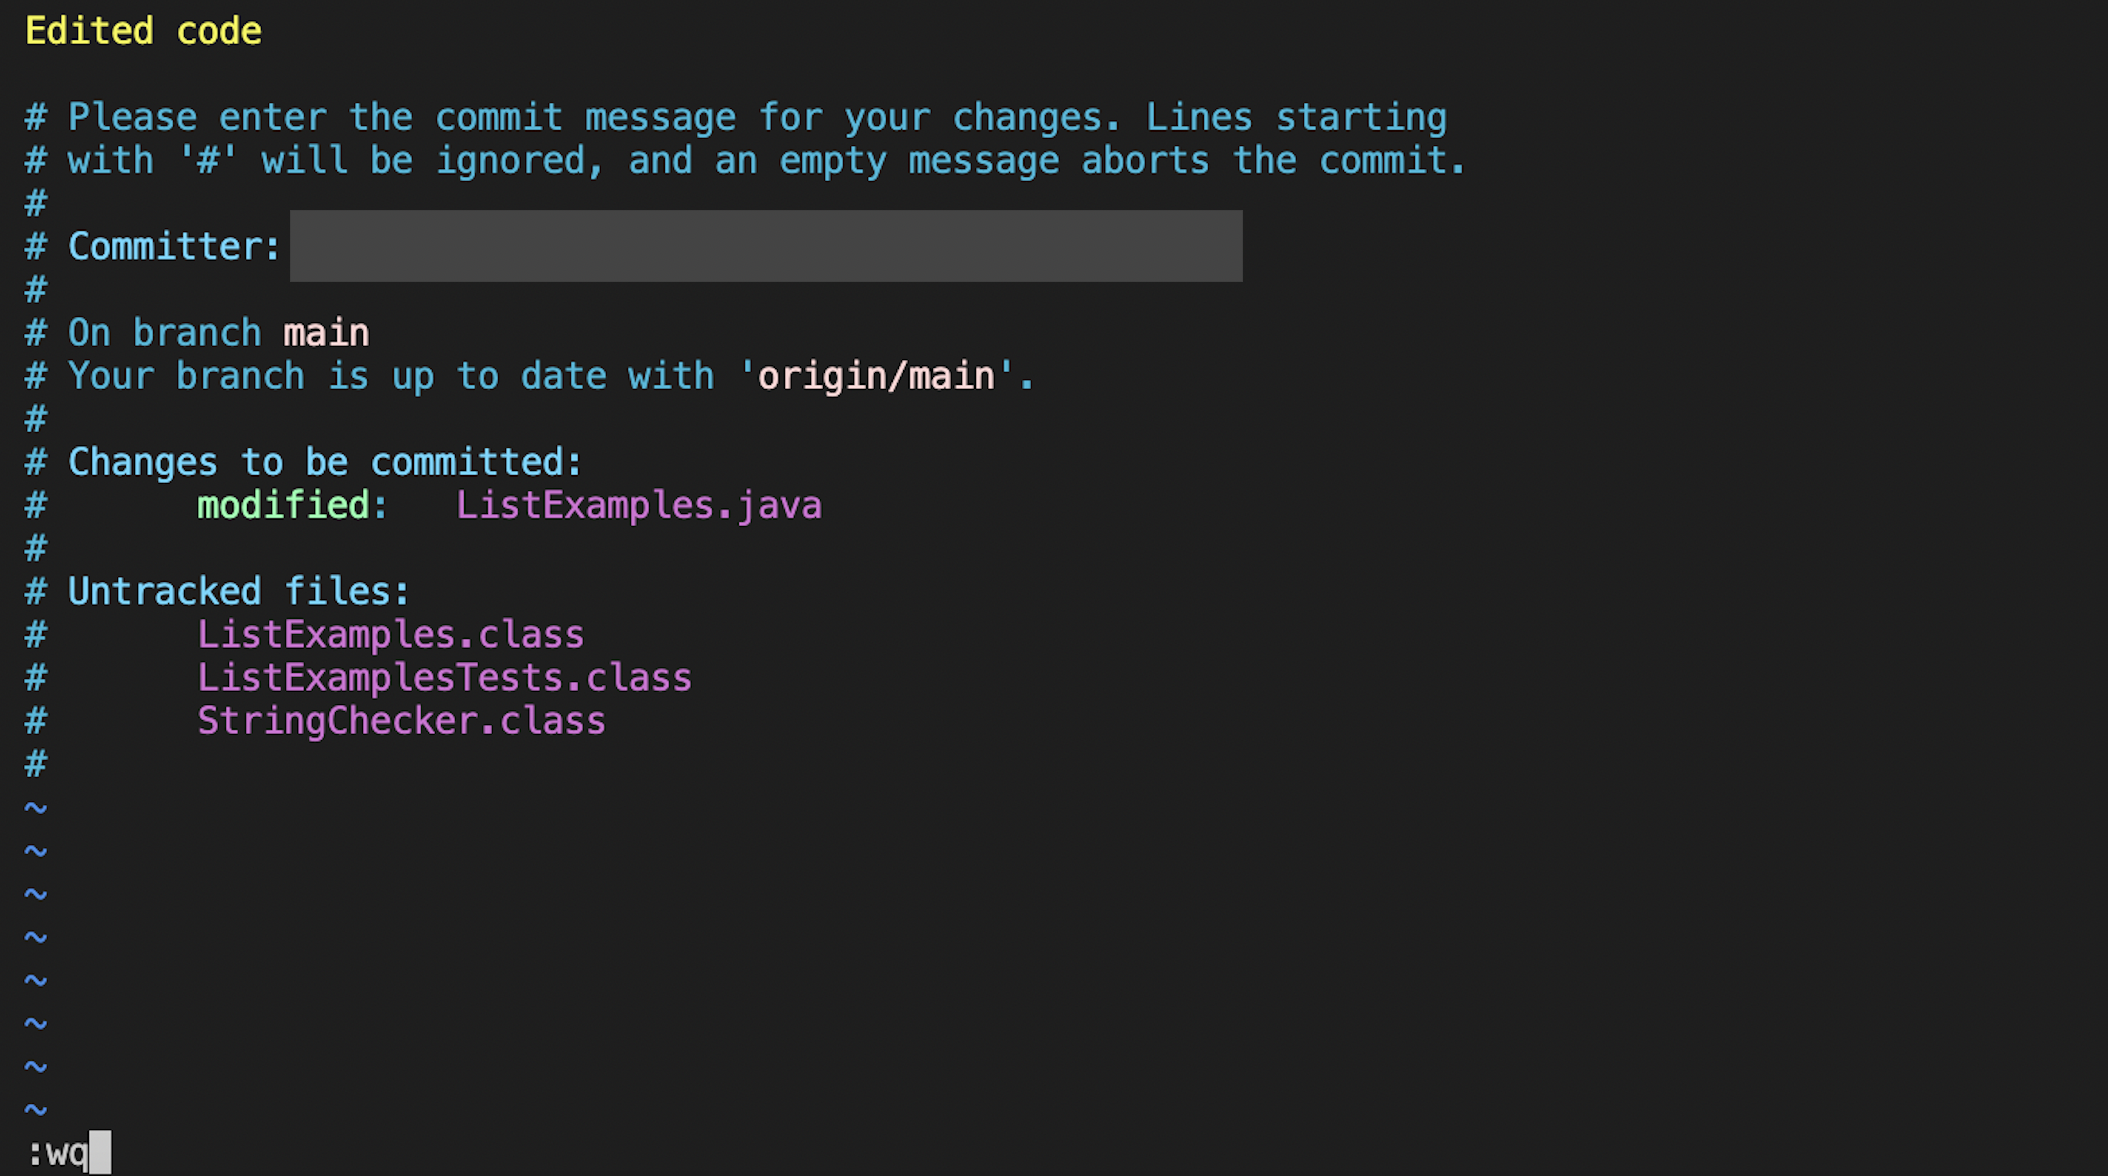 Edited code
# Please enter the commit message for your changes. Lines starting
# with '#' will be ignored, and an empty message aborts the commit.
#
# Committer:
#
# On branch main
# Your branch is up to date with 'origin/main'.
#
# Changes to be committed:
#       modified:   ListExamples.java
#
# Untracked files:
#       ListExamples.class
#       ListExamplesTests.class
#       StringChecker.class
#
~
~
~
~
~
~
~
~
:wq